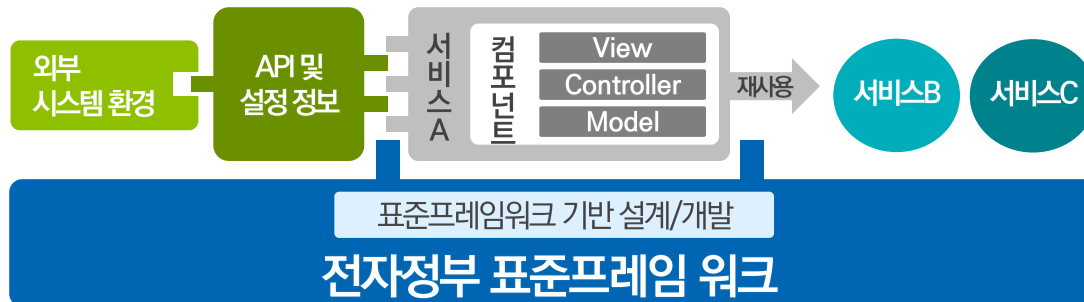 외부
시스템 환경
API 및
설정 정보
서비스A
컴포넌트
View
Controller
Model
재사용
서비스B
서비스C
표준프레임워크 기반 설계/개발
전자정부 표준프레임 워크